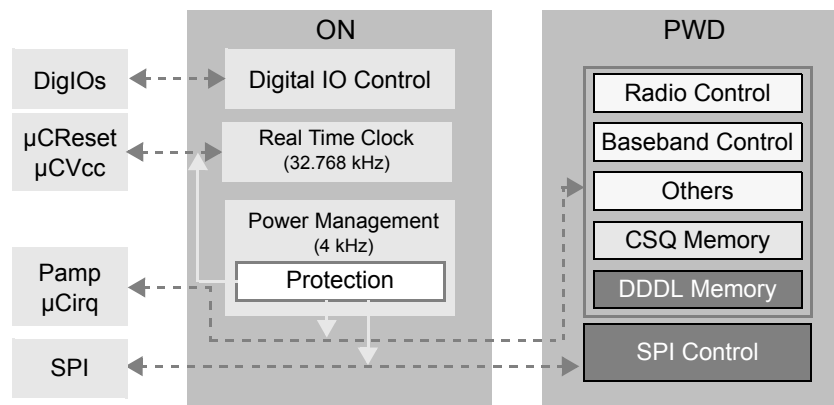 ON
PWD
DigIOs
Digital IO Control
µCReset
µCVcc
Real Time Clock
(32.768 kHz)
Power Management
(4 kHz)
Protection
Pamp
µCirq
SPI
Radio Control
Baseband Control
Others
CSQ Memory
DDDL Memory
SPI Control